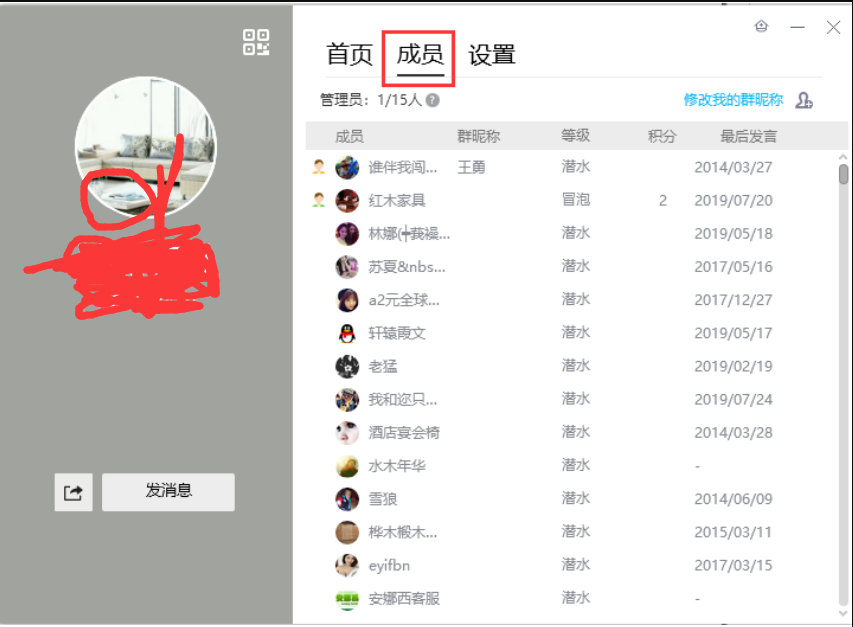 首页 成员 设置
管理员：1/15人 ? 修改我的群昵称
成员 群昵称 等级 积分 最后发言
谁伴我闯... 王勇 潜水 2014/03/27
红木家具 冒泡 2 2019/07/20
林娜 潜水 2019/05/18
苏夏&nbs... 潜水 2017/05/16
a2元全球... 潜水 2017/12/27
轩辕霞文 潜水 2019/05/17
老猛 潜水 2019/02/19
我和您只... 潜水 2019/07/24
酒店宴会椅 潜水 2014/03/28
水木年华 潜水 -
雪狼 潜水 2014/06/09
桦木椴木... 潜水 2015/03/11
eyifbn 潜水 2017/03/15
安娜西客服 潜水 -
发消息